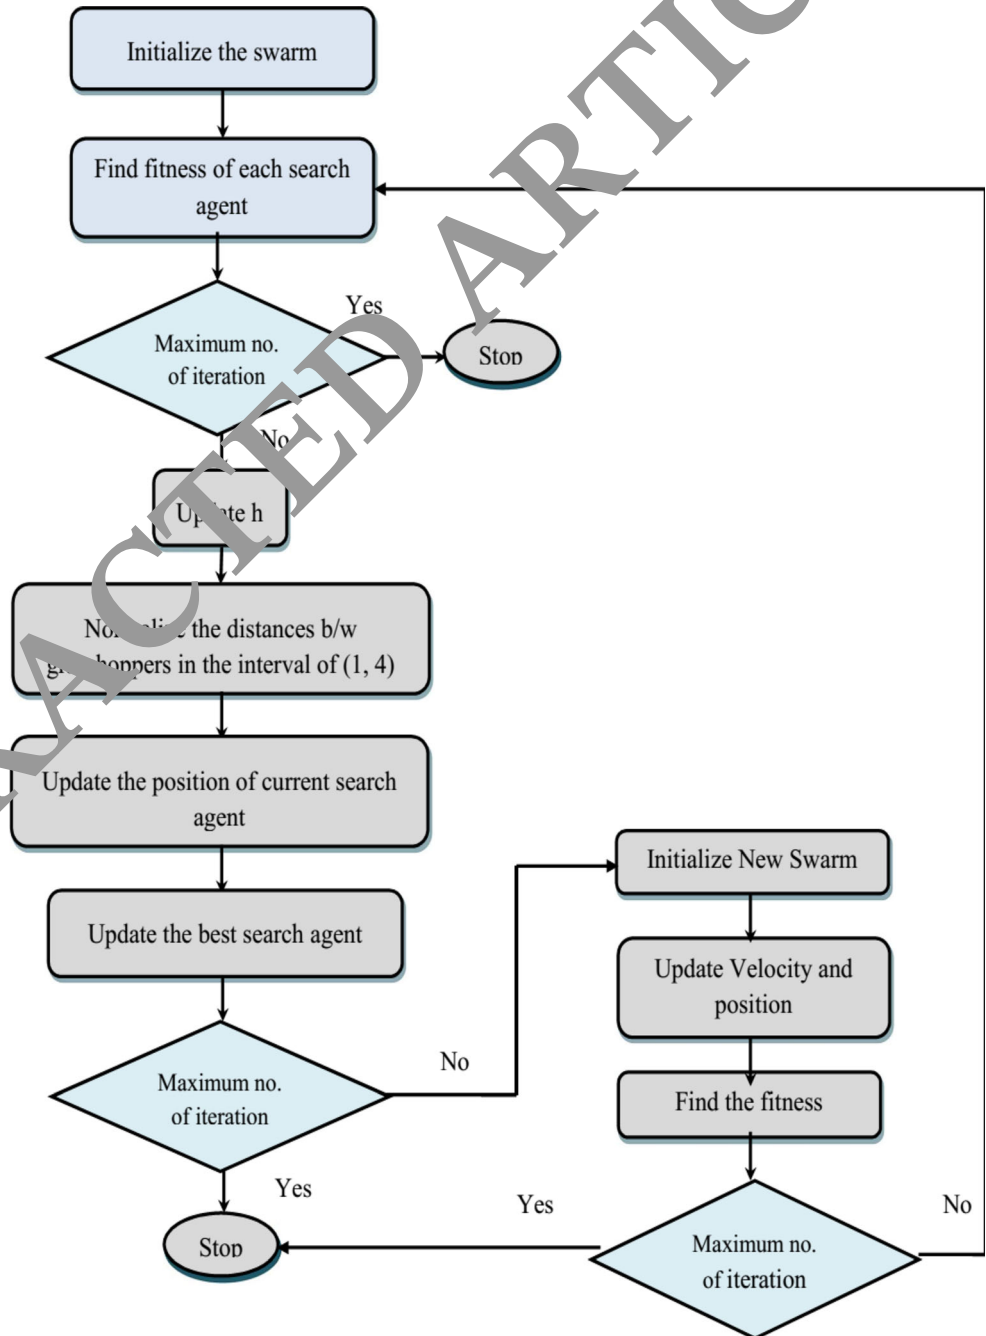 Initialize the swarm
Find fitness of each search
agent
Yes
Maximum no.
of iteration
Stop
No
Update h
the distances b/w
in the interval of (1, 4)
Update the position of current search
agent
Update the best search agent
Maximum no.
of iteration
No
Yes
Stop
Initialize New Swarm
Update Velocity and
position
Find the fitness
Yes
Maximum no.
of iteration
No
RACTED ARTIC